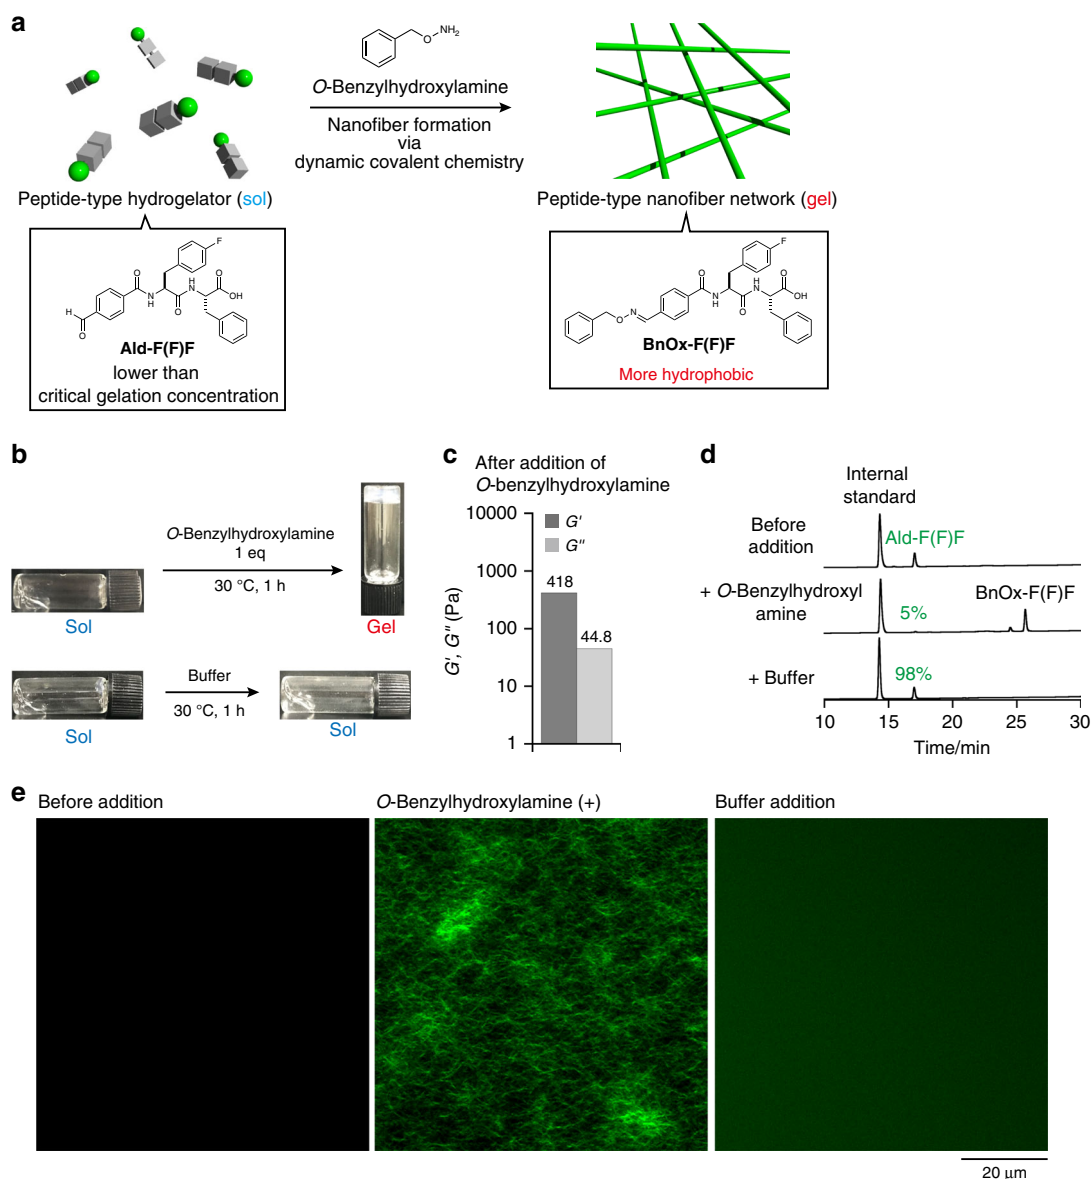 a
NH₂
O
O-Benzylhydroxylamine
Nanofiber formation
via
dynamic covalent chemistry
Peptide-type hydrogelator (sol)
Peptide-type nanofiber network (gel)
F
O
H
N
O
OH
N
H
O
H
O
Ald-F(F)F
lower than
critical gelation concentration
F
O
H
N
O
OH
N
H
O
N
O
BnOx-F(F)F
More hydrophobic
b
O-Benzylhydroxylamine
1 eq
30 °C, 1 h
Sol
Gel
Buffer
30 °C, 1 h
Sol
Sol
c
After addition of
O-benzylhydroxylamine
10000
1000
100
10
1
G', G'' (Pa)
G'
G''
418
44.8
d
Internal
standard
Before
addition
Ald-F(F)F
+ O-Benzylhydroxyl
amine
5%
BnOx-F(F)F
+ Buffer
98%
10 15 20 25 30
Time/min
e
Before addition
O-Benzylhydroxylamine (+)
Buffer addition
20 μm